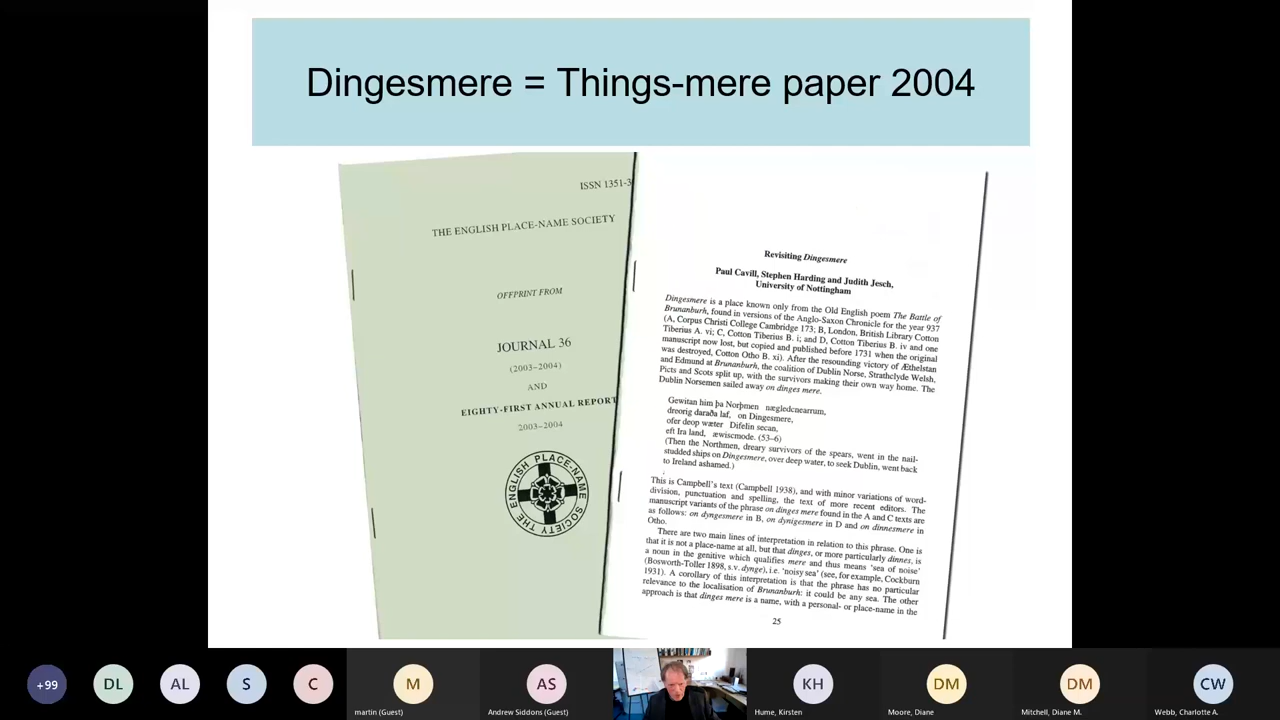 Dingesmere = Things-mere paper 2004
ISSN 1351-3
THE ENGLISH PLACE-NAME SOCIETY
OFFPRINT FROM
JOURNAL 36
(2003–2004)
AND
EIGHTY-FIRST ANNUAL REPORT
2003–2004
THE ENGLISH PLACE-NAME SOCIETY
Revisiting Dingesmere
Paul Cavill, Stephen Harding and Judith Jesch,
University of Nottingham
Dingesmere is a place known only from the Old English poem The Battle of
Brunanburh, found in versions of the Anglo-Saxon Chronicle for the year 937
(A, Corpus Christi College Cambridge 173; B, London, British Library Cotton
Tiberius A. vi; C, Cotton Tiberius B. i; and D, Cotton Tiberius B. iv and one
manuscript now lost, but copied and published before 1731 when the original
was destroyed, Cotton Otho B. xi). After the resounding victory of Æthelstan
and Edmund at Brunanburh, the coalition of Dublin Norse, Strathclyde Welsh,
Picts and Scots split up, with the survivors making their own way home. The
Dublin Norsemen sailed away on dinges mere.
Gewitan him þa Norþmen nægledcnearrum,
dreorig daraða laf, on Dingesmere,
ofer deop wæter Difelin secan,
eft Ira land, æwiscmode. (53–6)
(Then the Northmen, dreary survivors of the spears, went in the nail-
studded ships on Dingesmere, over deep water, to seek Dublin, went back
to Ireland ashamed.)
This is Campbell's text (Campbell 1938), and with minor variations of word-
division, punctuation and spelling, the text of more recent editors. The
manuscript variants of the phrase on dinges mere found in the A and C texts are
as follows: on dyngesmere in B, on dynigesmere in D and on dinnesmere in
Otho.
There are two main lines of interpretation in relation to this phrase. One is
that it is not a place-name at all, but that dinges, or more particularly dinnes, is
a noun in the genitive which qualifies mere and thus means 'sea of noise'
(Bosworth-Toller 1898, s.v. dynge), i.e. 'noisy sea' (see, for example, Cockburn
1931). A corollary of this interpretation is that the phrase has no particular
relevance to the localisation of Brunanburh: it could be any sea. The other
approach is that dinges mere is a name, with a personal- or place-name in the
25
+99
DL
AL
S
C
M
AS
KH
DM
DM
CW
martin (Guest)
Andrew Siddons (Guest)
Hume, Kirsten
Moore, Diane
Mitchell, Diane M.
Webb, Charlotte A.